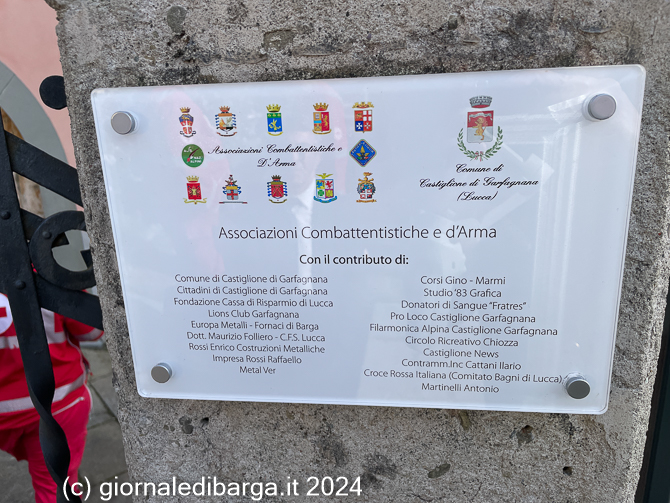 Associazioni Combattentistiche e
D'Arma
Comune di
Castiglione di Garfagnana
(Lucca)
Associazioni Combattentistiche e d'Arma
Con il contributo di:
Comune di Castiglione di Garfagnana
Cittadini di Castiglione di Garfagnana
Fondazione Cassa di Risparmio di Lucca
Lions Club Garfagnana
Europa Metalli - Fornaci di Barga
Dott. Maurizio Folliero - C.F.S. Lucca
Rossi Enrico Costruzioni Metalliche
Impresa Rossi Raffaello
Metal Ver
Corsi Gino - Marmi
Studio '83 Grafica
Donatori di Sangue "Fratres"
Pro Loco Castiglione Garfagnana
Filarmonica Alpina Castiglione Garfagnana
Circolo Ricreativo Chiozza
Castiglione News
Contramm.Inc Cattani Ilario
Croce Rossa Italiana (Comitato Bagni di Lucca)
Martinelli Antonio
(c) giornaledibarga.it 2024